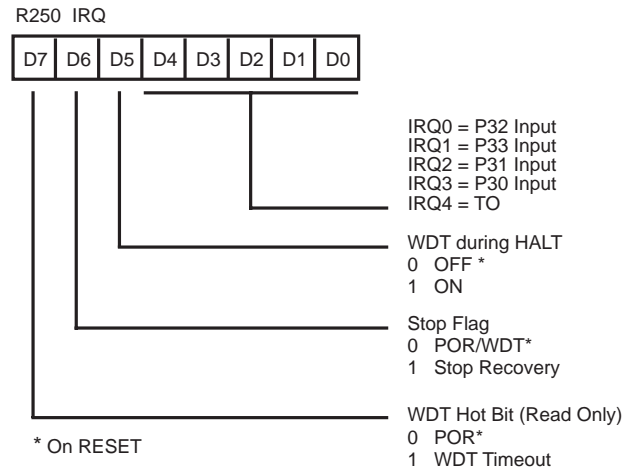 R250 IRQ
D7 D6 D5 D4 D3 D2 D1 D0
IRQ0 = P32 Input
IRQ1 = P33 Input
IRQ2 = P31 Input
IRQ3 = P30 Input
IRQ4 = TO
WDT during HALT
0 OFF *
1 ON
Stop Flag
0 POR/WDT*
1 Stop Recovery
WDT Hot Bit (Read Only)
0 POR*
1 WDT Timeout
* On RESET